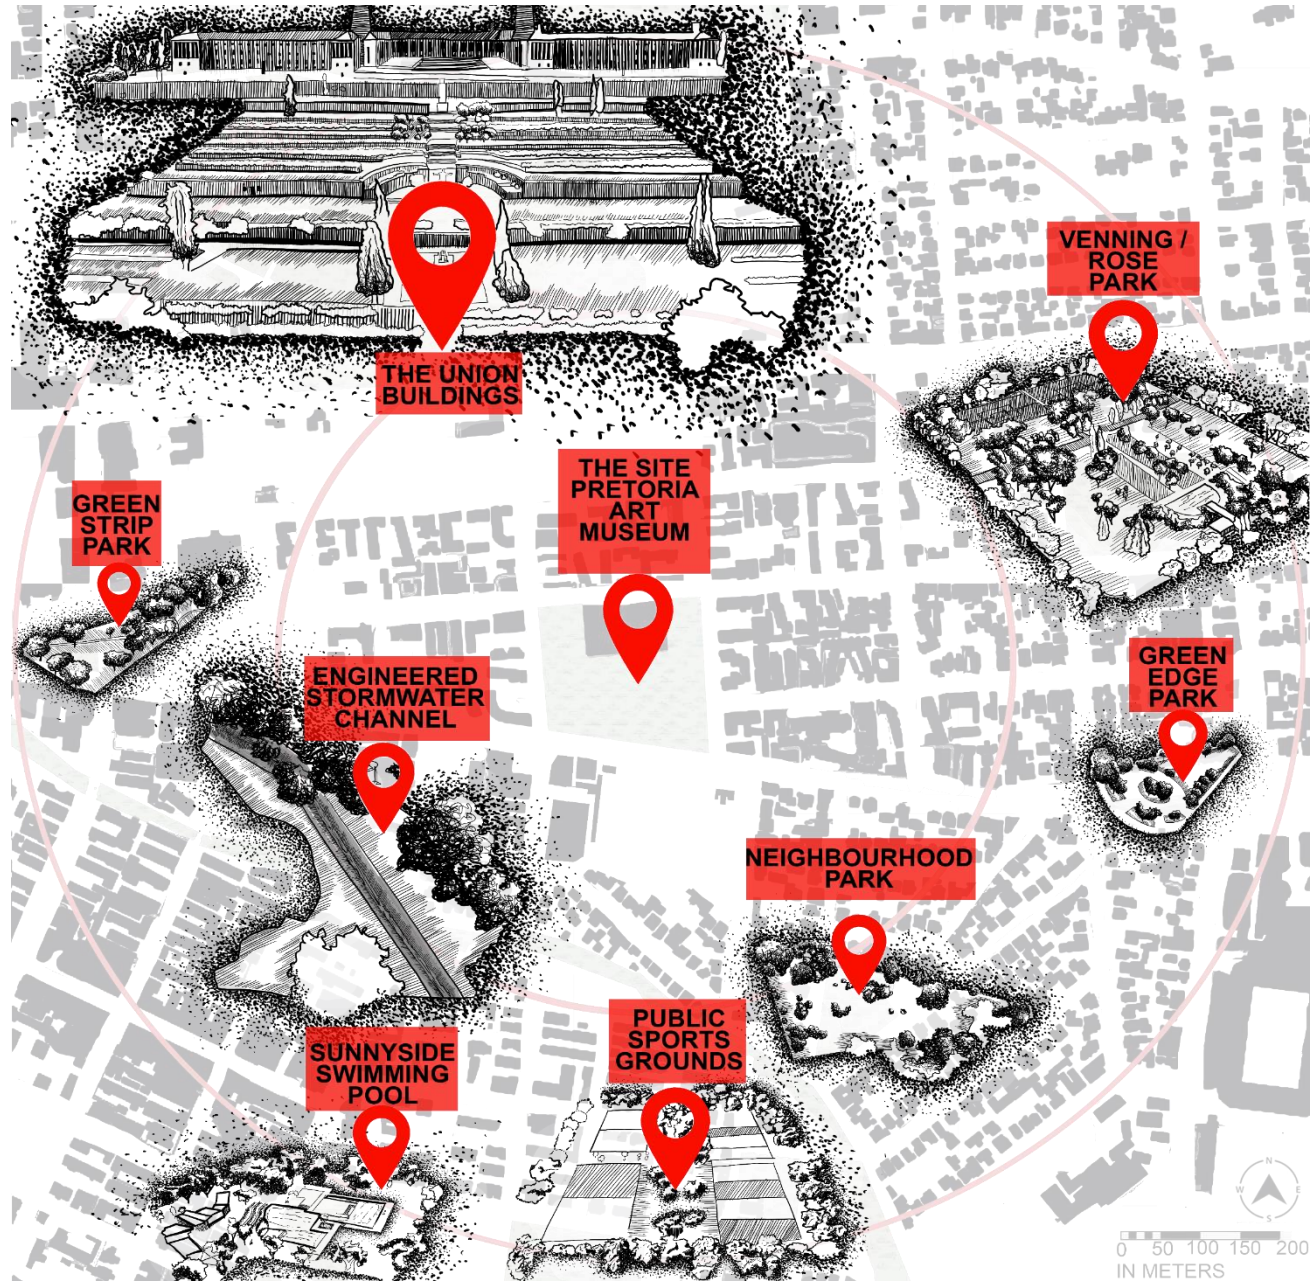 VENNING /
ROSE
PARK
THE UNION
BUILDINGS
THE SITE
PRETORIA
ART
MUSEUM
GREEN
STRIP
PARK
ENGINEERED
STORMWATER
CHANNEL
GREEN
EDGE
PARK
NEIGHBOURHOOD
PARK
PUBLIC
SPORTS
GROUNDS
SUNNYSIDE
SWIMMING
POOL
N
W E
S
0 50 100 150 200
IN METERS